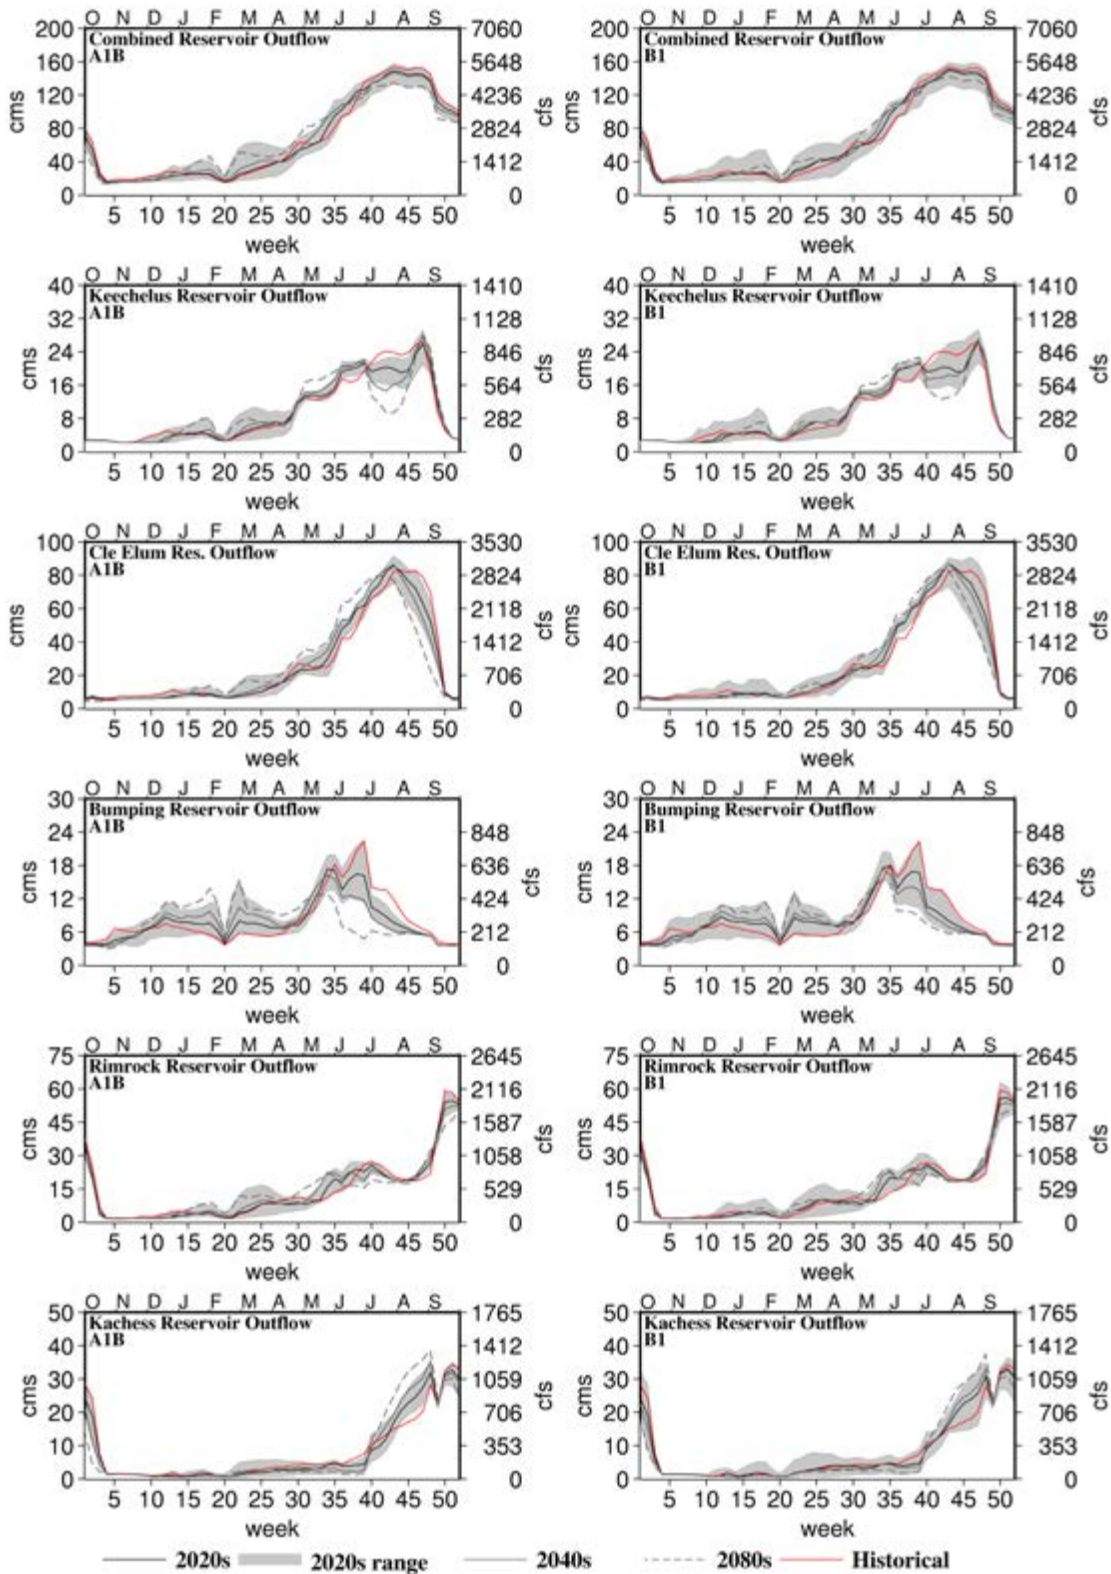 O N D J F M A M J J A S
O N D J F M A M J J A S
200 160 120 80 40 0
cms
Combined Reservoir Outflow
A1B
7060 5648 4236 2824 1412 0
cfs
5 10 15 20 25 30 35 40 45 50
week
200 160 120 80 40 0
cms
Combined Reservoir Outflow
B1
7060 5648 4236 2824 1412 0
cfs
5 10 15 20 25 30 35 40 45 50
week
O N D J F M A M J J A S
40 32 24 16 8 0
cms
Keechelus Reservoir Outflow
A1B
1410 1128 846 564 282 0
cfs
5 10 15 20 25 30 35 40 45 50
week
O N D J F M A M J J A S
40 32 24 16 8 0
cms
Keechelus Reservoir Outflow
B1
1410 1128 846 564 282 0
cfs
5 10 15 20 25 30 35 40 45 50
week
O N D J F M A M J J A S
100 80 60 40 20 0
cms
Cle Elum Res. Outflow
A1B
3530 2824 2118 1412 706 0
cfs
5 10 15 20 25 30 35 40 45 50
week
O N D J F M A M J J A S
100 80 60 40 20 0
cms
Cle Elum Res. Outflow
B1
3530 2824 2118 1412 706 0
cfs
5 10 15 20 25 30 35 40 45 50
week
O N D J F M A M J J A S
30 24 18 12 6 0
cms
Bumping Reservoir Outflow
A1B
848 636 424 212 0
cfs
5 10 15 20 25 30 35 40 45 50
week
O N D J F M A M J J A S
30 24 18 12 6 0
cms
Bumping Reservoir Outflow
B1
848 636 424 212 0
cfs
5 10 15 20 25 30 35 40 45 50
week
O N D J F M A M J J A S
75 60 45 30 15 0
cms
Rimrock Reservoir Outflow
A1B
2645 2116 1587 1058 529 0
cfs
5 10 15 20 25 30 35 40 45 50
week
O N D J F M A M J J A S
75 60 45 30 15 0
cms
Rimrock Reservoir Outflow
B1
2645 2116 1587 1058 529 0
cfs
5 10 15 20 25 30 35 40 45 50
week
O N D J F M A M J J A S
50 40 30 20 10 0
cms
Kachess Reservoir Outflow
A1B
1765 1412 1059 706 353 0
cfs
5 10 15 20 25 30 35 40 45 50
week
O N D J F M A M J J A S
50 40 30 20 10 0
cms
Kachess Reservoir Outflow
B1
1765 1412 1059 706 353 0
cfs
5 10 15 20 25 30 35 40 45 50
week
2020s 2020s range 2040s 2080s Historical